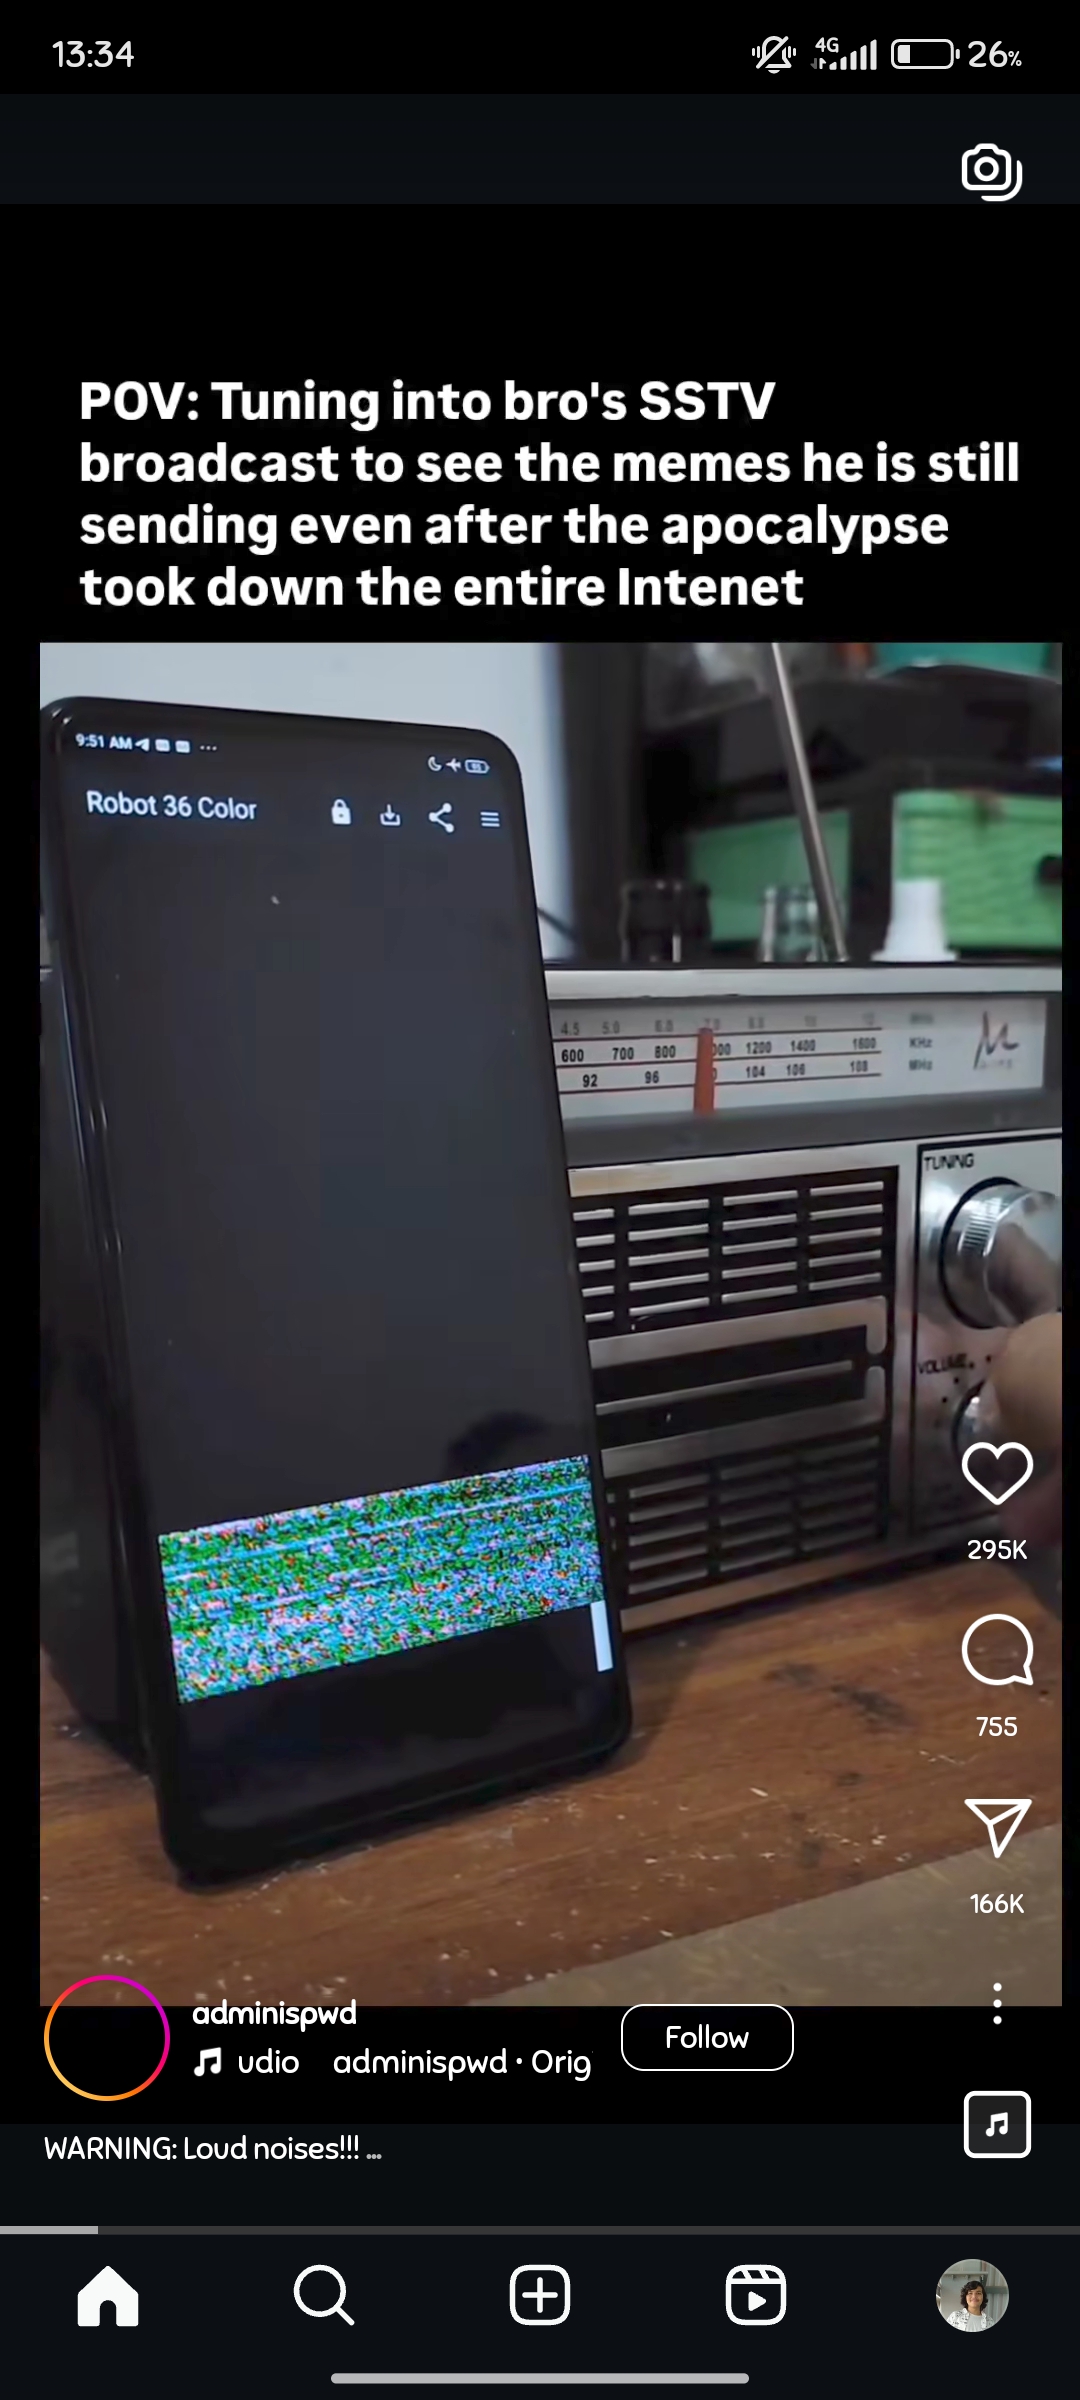 13:34
4G
26%
POV: Tuning into bro's SSTV
broadcast to see the memes he is still
sending even after the apocalypse
took down the entire Intenet
9:51 AM
Robot 36 Color
4.5 5.0 6.0 7.0 8.0 10 12
600 700 800 1200 1400 1600 KHz
92 96 104 106 108 MHz
TUNING
VOLUME
295K
755
166K
adminispwd
udio adminispwd • Orig
Follow
WARNING: Loud noises!!! ...